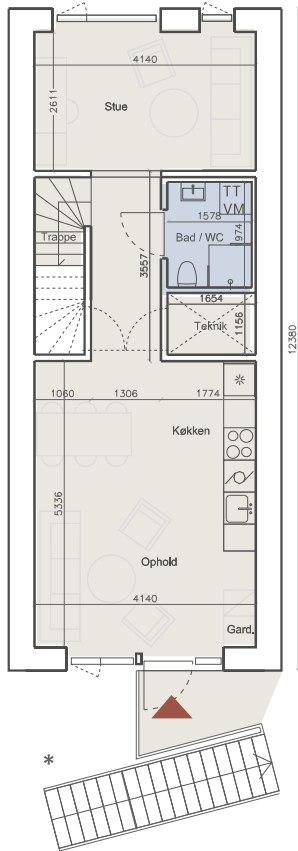 4140
2611
Stue
TT
VM
1578
974
Trappe
Bad / WC
3557
1654
Teknik
1156
12380
1060
1306
1774
Køkken
5336
Ophold
4140
Gard.
*